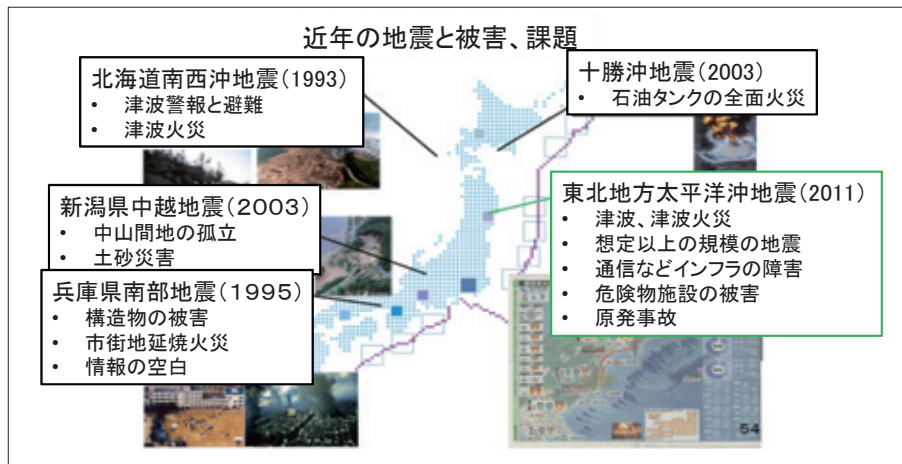 近年の地震と被害、課題
北海道南西沖地震(1993)
• 津波警報と避難
• 津波火災
十勝沖地震(2003)
• 石油タンクの全面火災
新潟県中越地震(2003)
• 中山間地の孤立
• 土砂災害
東北地方太平洋沖地震(2011)
• 津波、津波火災
• 想定以上の規模の地震
• 通信などインフラの障害
• 危険物施設の被害
• 原発事故
兵庫県南部地震(1995)
• 構造物の被害
• 市街地延焼火災
• 情報の空白
54